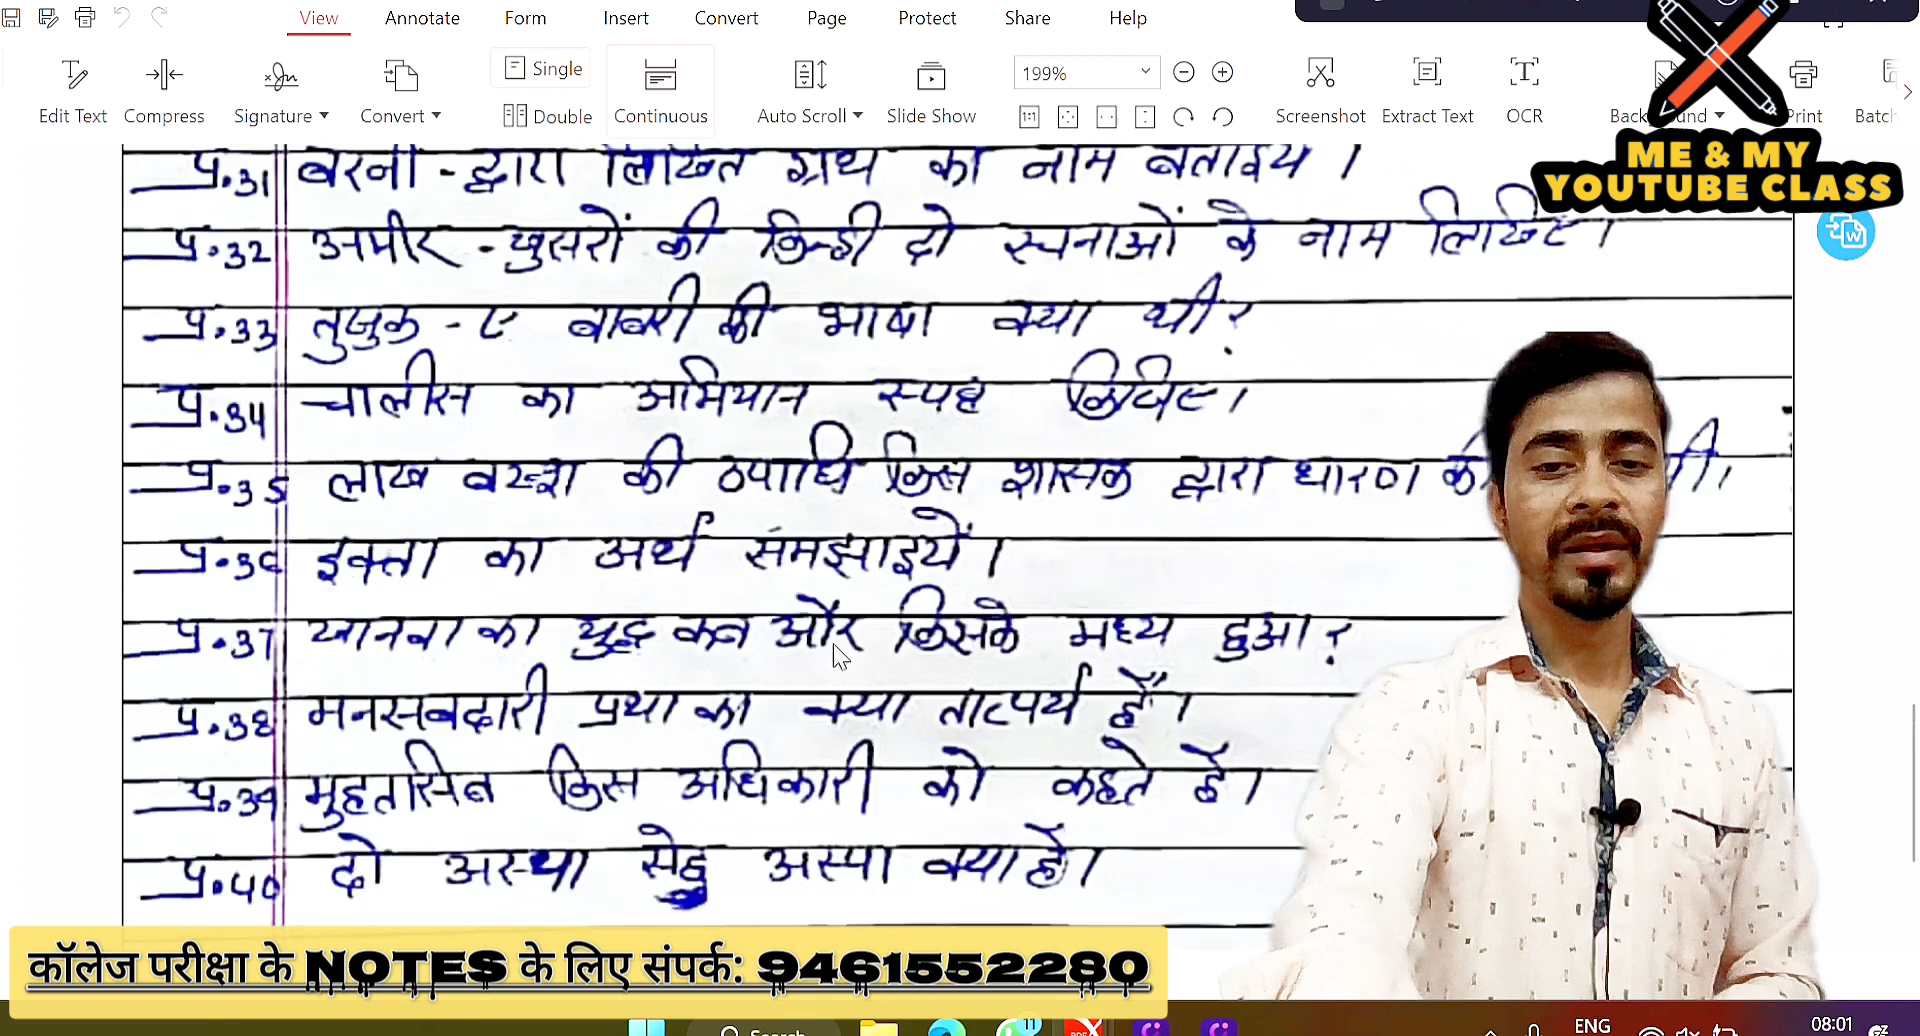 View Annotate Form Insert Convert Page Protect Share Help
Single 199%
Edit Text Compress Signature Convert Double Continuous Auto Scroll Slide Show Screenshot Extract Text OCR Print Batch
ME & MY
YOUTUBE CLASS
प्र.31 बरनी - द्वारा लिखित ग्रंथ का नाम बताइये ।
प्र.32 अमीर - खुसरों की किन्ही दो रचनाओं के नाम लिखिए।
प्र.33 तुजुक - ए बाबरी की भाषा क्या थी?
प्र.34 चालीस का अभियान स्पष्ट किजिए।
प्र.35 लाख बख्श की उपाधि किस शासक द्वारा धारण की
प्र.36 इक्ता का अर्थ समझाइयें।
प्र.37 खानवा का युद्ध कब और किसके मध्य हुआ?
प्र.38 मनसबदारी प्रथा का क्या तात्पर्य हैं।
प्र.39 मुहतसिब किस अधिकारी को कहते है।
प्र.40 दो अस्था सेहु अस्पा क्या है।
कॉलेज परीक्षा के NOTES के लिए संपर्क: 9461552280
Search 11 ENG 08:01